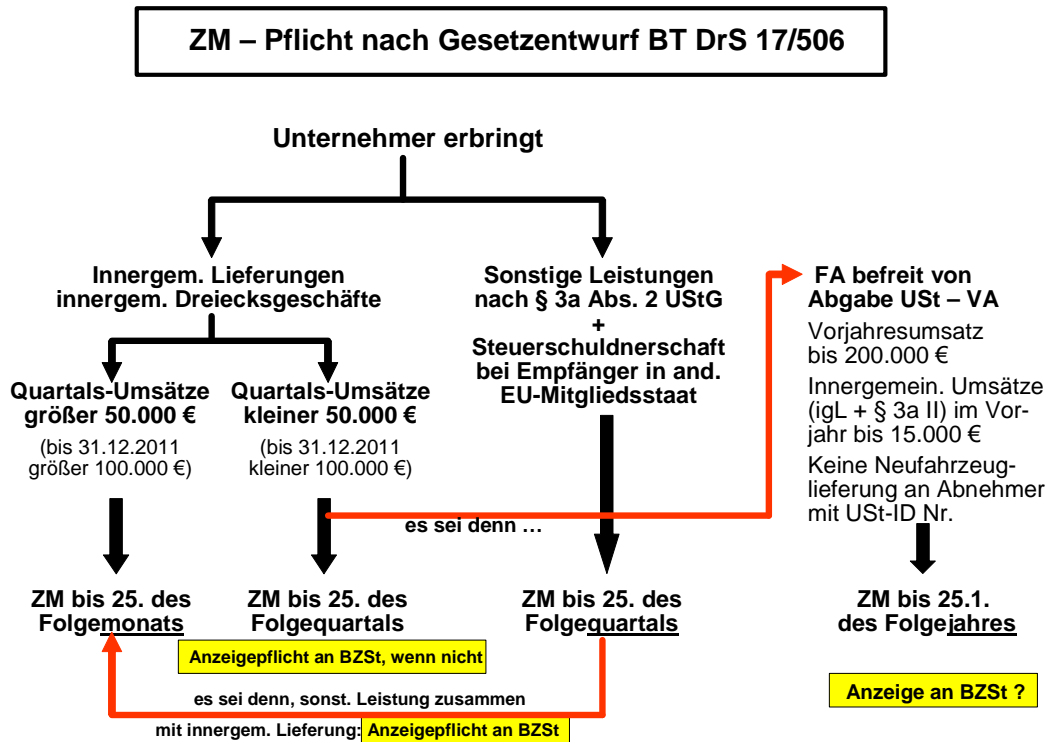 ZM – Pflicht nach Gesetzentwurf BT DrS 17/506
Unternehmer erbringt
Innergem. Lieferungen
innergem. Dreiecksgeschäfte
Sonstige Leistungen
nach § 3a Abs. 2 UStG
+
Steuerschuldnerschaft
bei Empfänger in and.
EU-Mitgliedsstaat
FA befreit von
Abgabe USt – VA
Vorjahresumsatz
bis 200.000 €
Innergemein. Umsätze
(igL + § 3a II) im Vor-
jahr bis 15.000 €
Keine Neufahrzeug-
lieferung an Abnehmer
mit USt-ID Nr.
Quartals-Umsätze
größer 50.000 €
(bis 31.12.2011
größer 100.000 €)
Quartals-Umsätze
kleiner 50.000 €
(bis 31.12.2011
kleiner 100.000 €)
es sei denn ...
ZM bis 25. des
Folgemonats
ZM bis 25. des
Folgequartals
ZM bis 25. des
Folgequartals
ZM bis 25.1.
des Folgejahres
Anzeigepflicht an BZSt, wenn nicht
es sei denn, sonst. Leistung zusammen
mit innergem. Lieferung: Anzeigepflicht an BZSt
Anzeige an BZSt ?